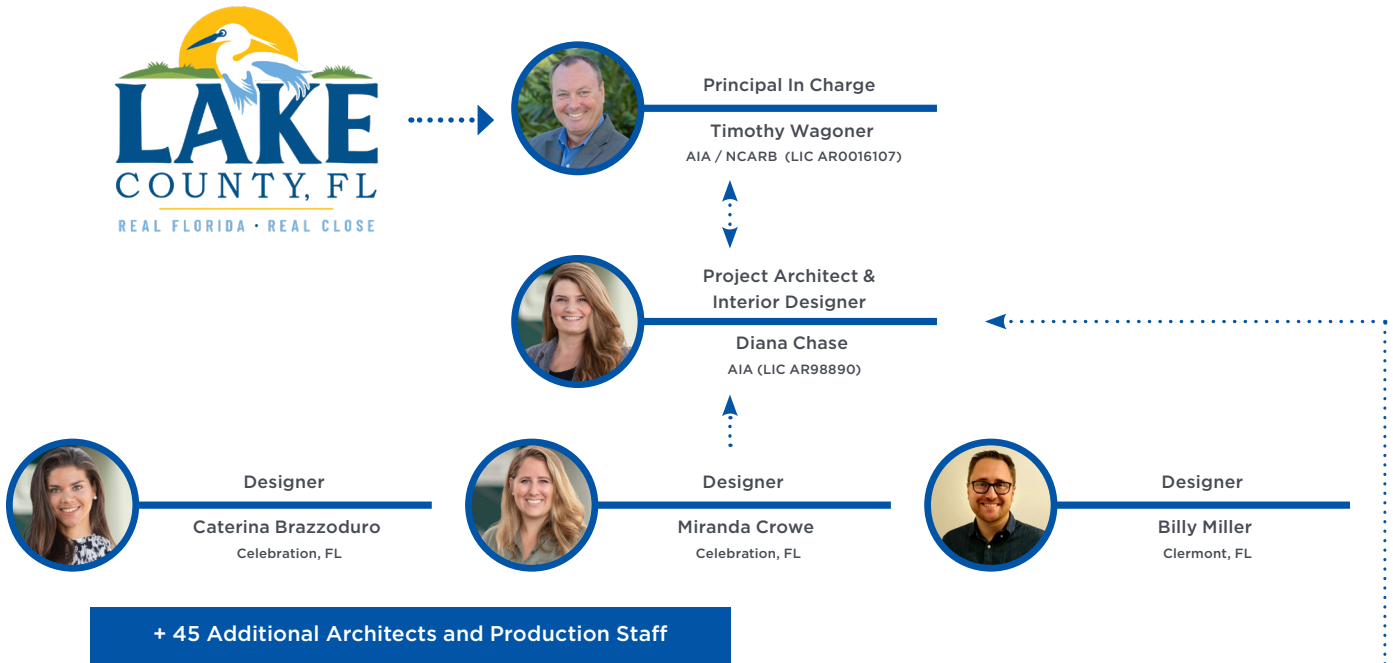 LAKE
COUNTY, FL
REAL FLORIDA • REAL CLOSE
Principal In Charge
Timothy Wagoner
AIA / NCARB (LIC AR0016107)
Project Architect &
Interior Designer
Diana Chase
AIA (LIC AR98890)
Designer
Caterina Brazzoduro
Celebration, FL
Designer
Miranda Crowe
Celebration, FL
Designer
Billy Miller
Clermont, FL
+ 45 Additional Architects and Production Staff